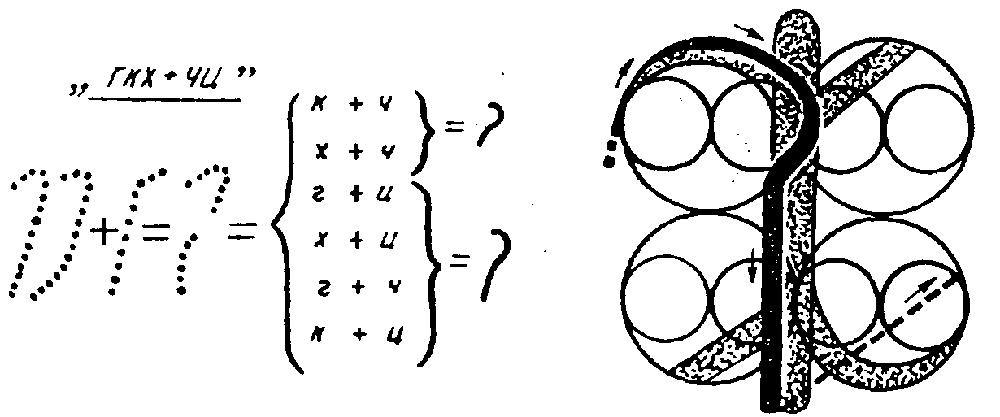 „ ГКХ + ЧЦ ”
к + ч
х + ч
= ?
г + ц
х + ц
г + ч
к + ц
= ?
+ = ? =